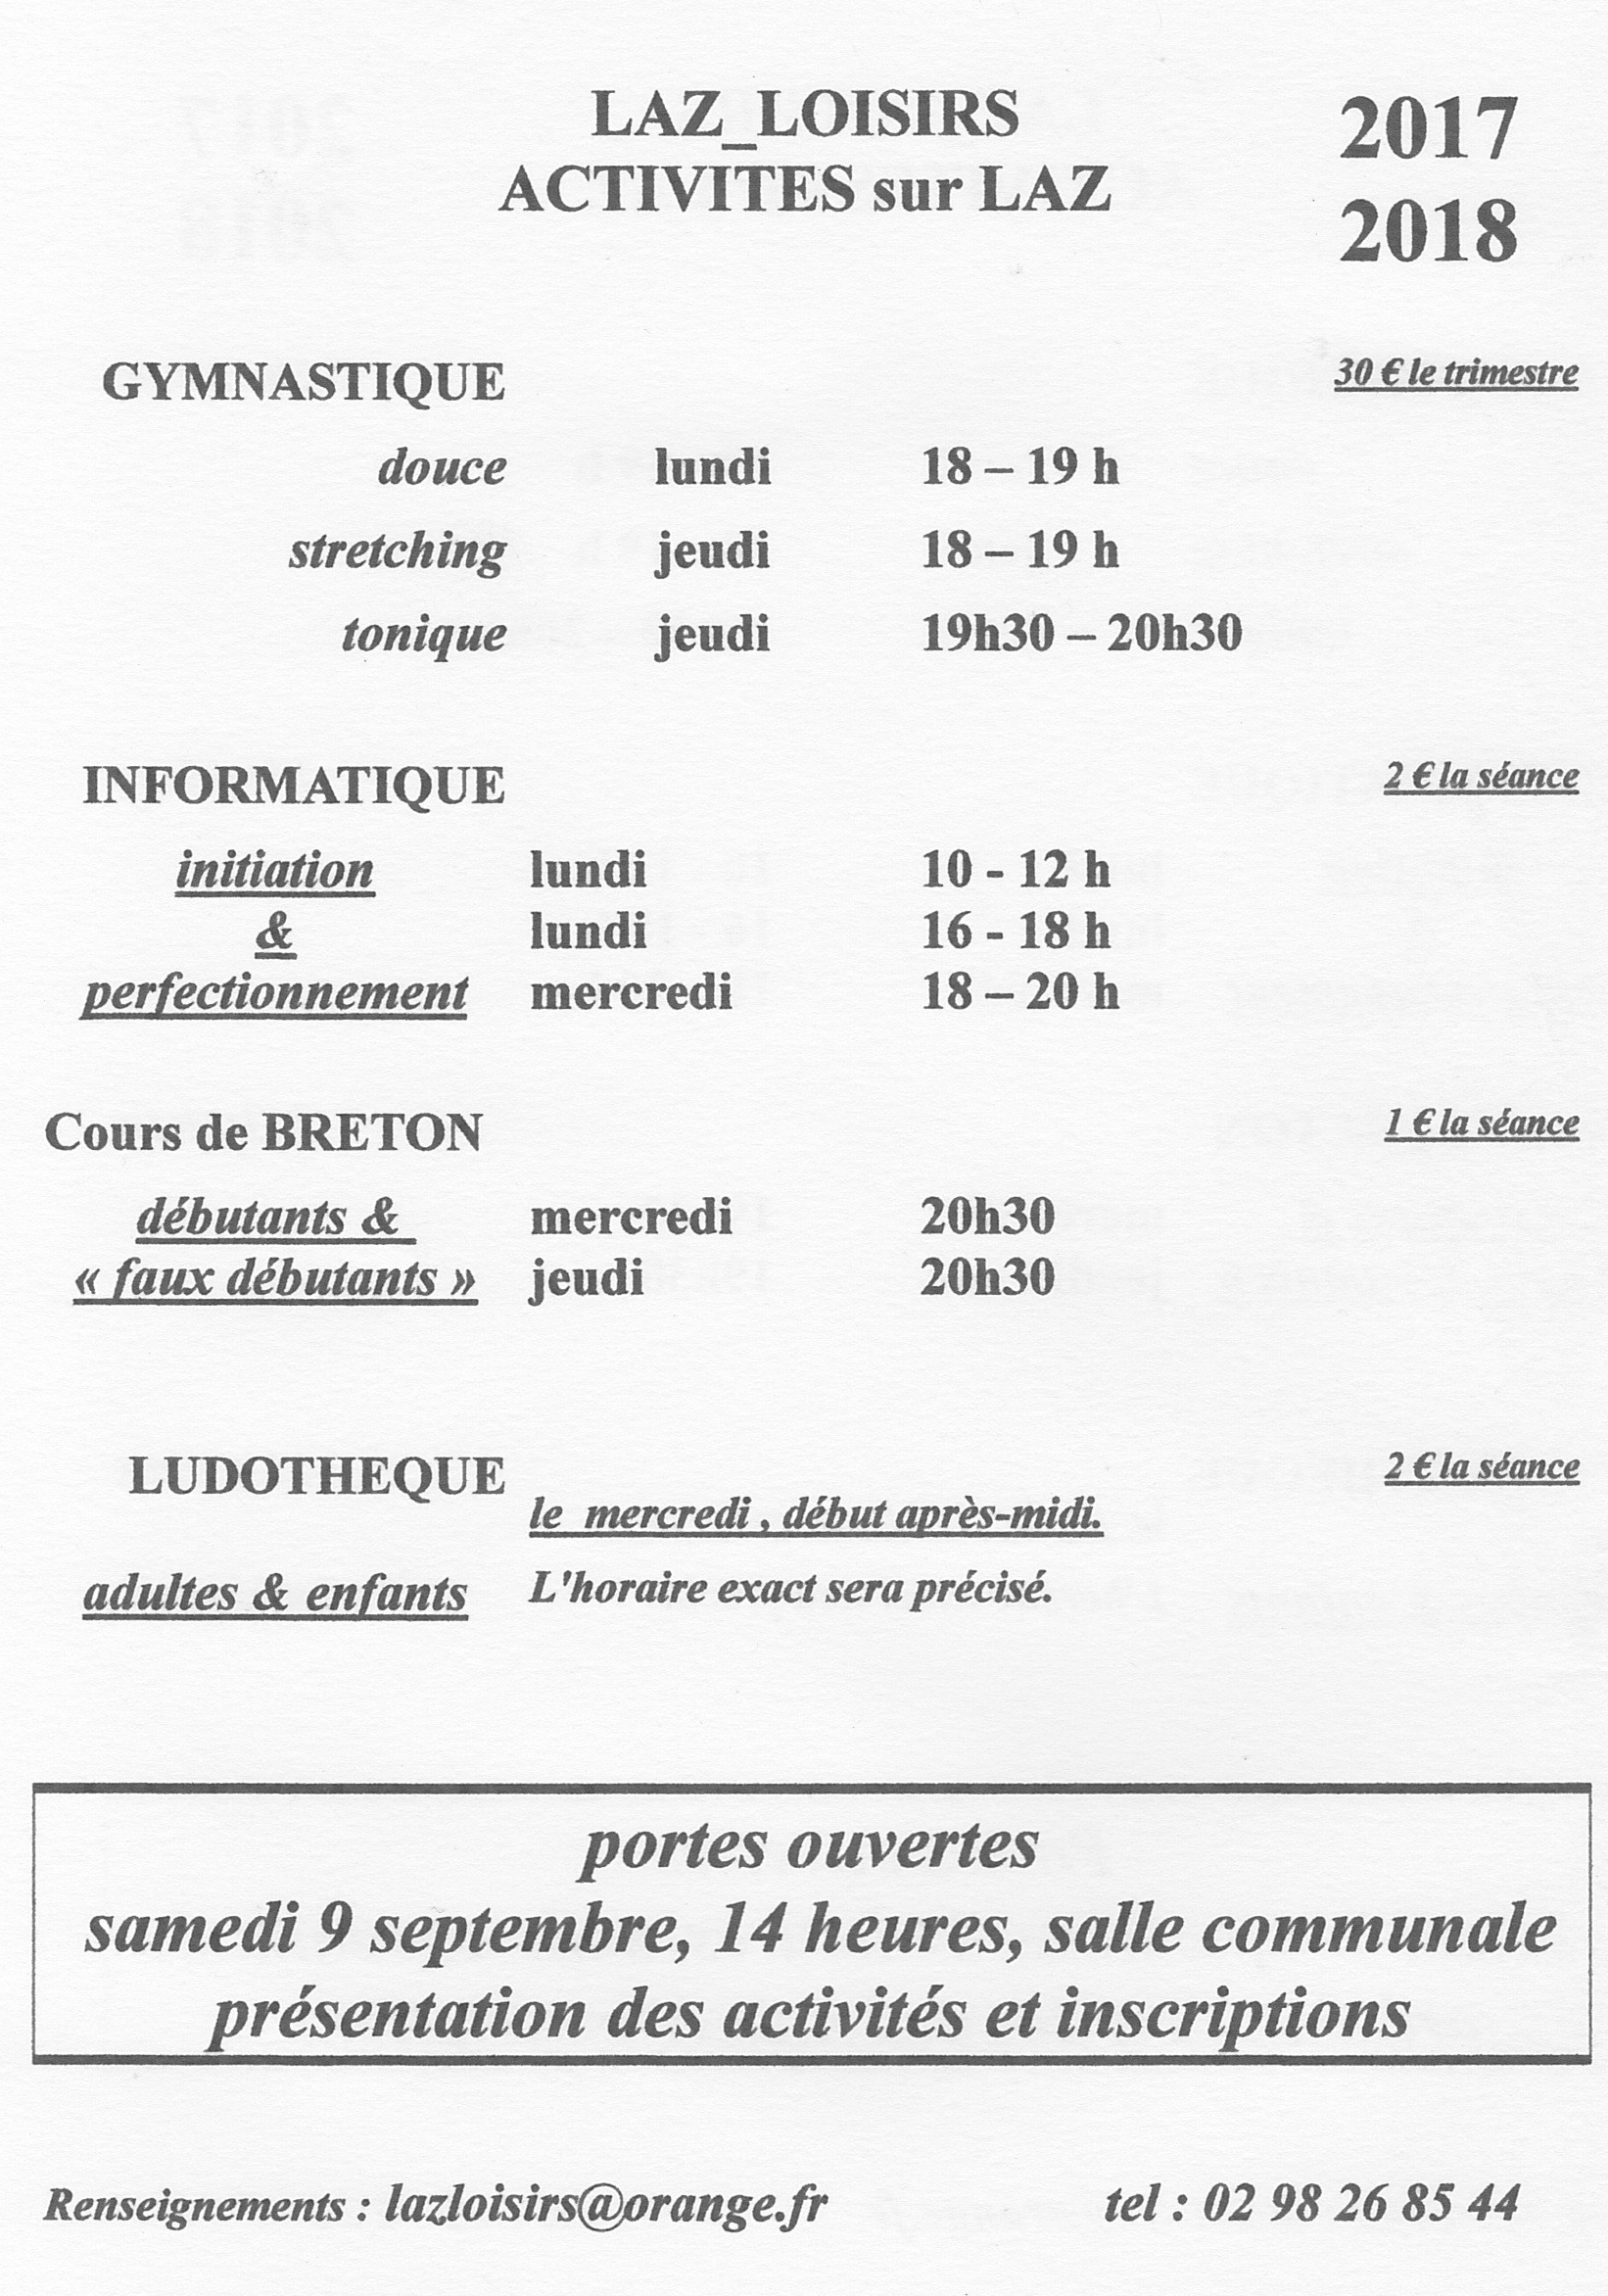 LAZ_LOISIRS
ACTIVITES sur LAZ
2017
2018
GYMNASTIQUE 30 € le trimestre
douce lundi 18 – 19 h
stretching jeudi 18 – 19 h
tonique jeudi 19h30 – 20h30
INFORMATIQUE 2 € la séance
initiation lundi 10 - 12 h
& lundi 16 - 18 h
perfectionnement mercredi 18 – 20 h
Cours de BRETON 1 € la séance
débutants & mercredi 20h30
« faux débutants » jeudi 20h30
LUDOTHEQUE 2 € la séance
le mercredi , début après-midi.
adultes & enfants L'horaire exact sera précisé.
portes ouvertes
samedi 9 septembre, 14 heures, salle communale
présentation des activités et inscriptions
Renseignements : lazloisirs@orange.fr tel : 02 98 26 85 44